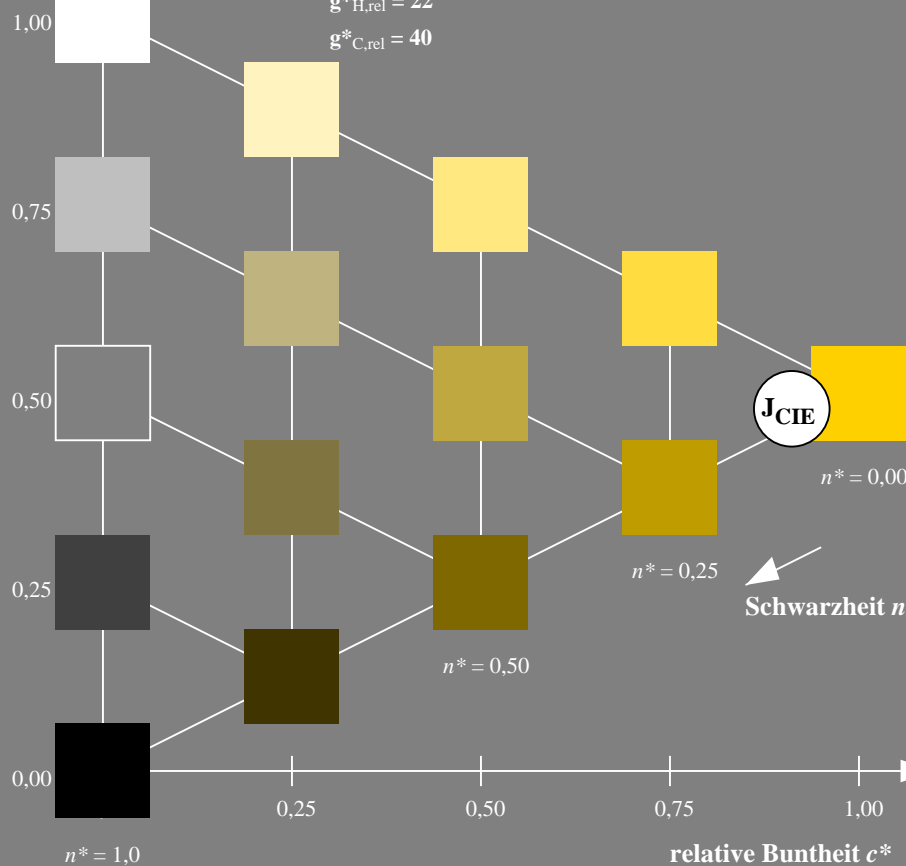 g*H,rel = 22
1,00
g*C,rel = 40
0,75
0,50
JCIE
n* = 0,00
n* = 0,25
0,25
Schwarzheit n
n* = 0,50
0,00
0,25
0,50
0,75
1,00
n* = 1,0
relative Buntheit c*